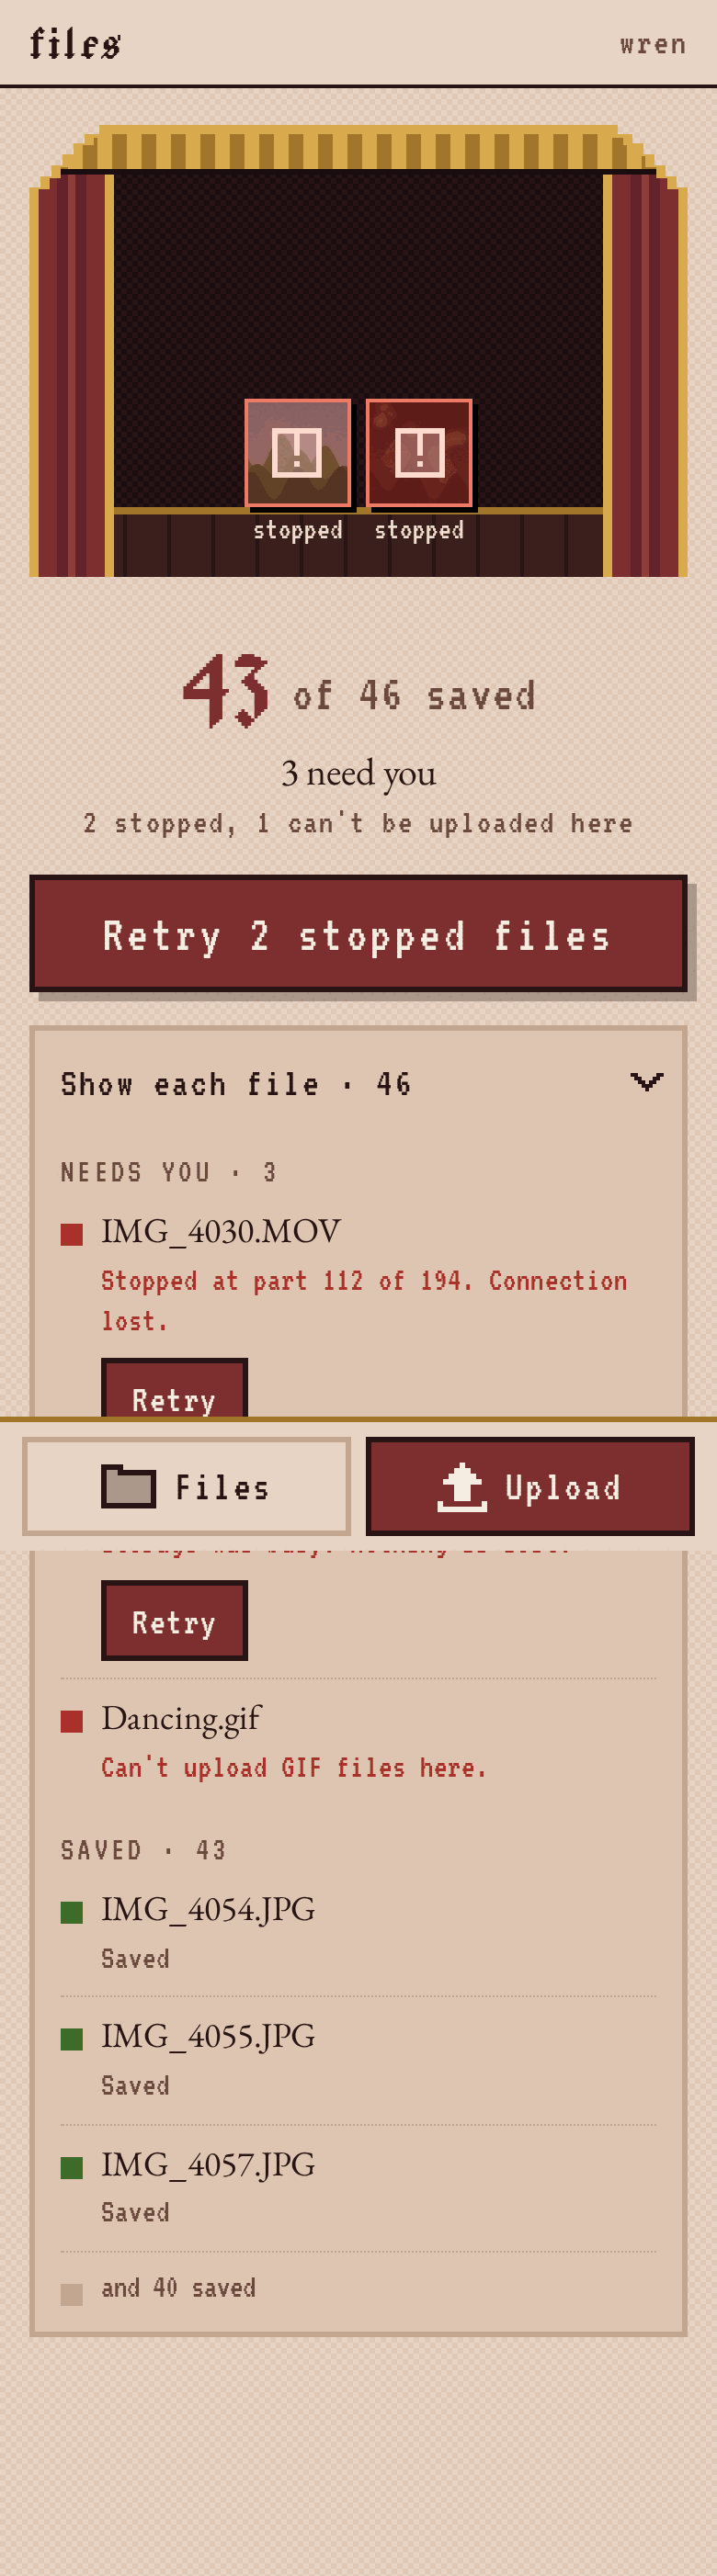 files
wren
stopped stopped
43 of 46 saved
3 need you
2 stopped, 1 can't be uploaded here
Retry 2 stopped files
Show each file · 46
NEEDS YOU · 3
IMG_4030.MOV
Stopped at part 112 of 194. Connection
lost.
Retry
Files
Upload
Retry
Dancing.gif
Can't upload GIF files here.
SAVED · 43
IMG_4054.JPG
Saved
IMG_4055.JPG
Saved
IMG_4057.JPG
Saved
and 40 saved